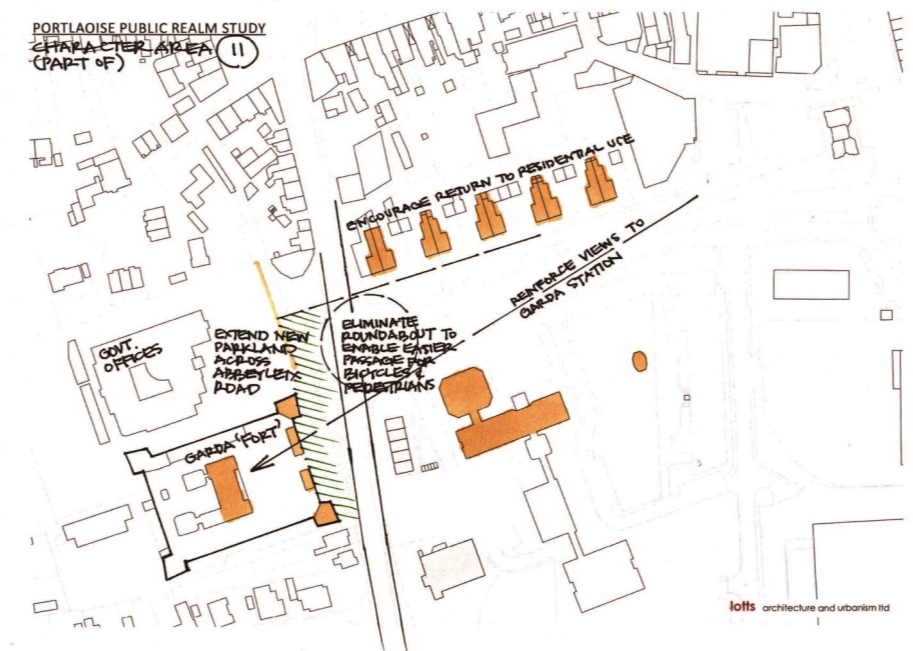 PORTLAOISE PUBLIC REALM STUDY
CHARACTER AREA 11
(PART OF)
ENCOURAGE RETURN TO RESIDENTIAL USE
REINFORCE VIEWS TO
GARDA STATION
ELIMINATE
ROUNDABOUT TO
ENABLE EASIER
PASSAGE FOR
BICYCLES &
PEDESTRIANS
EXTEND NEW
PARKLAND
ACROSS
ABBEYLEIX
ROAD
GOVT.
OFFICES
GARDA 'FORT'
lotts architecture and urbanism ltd